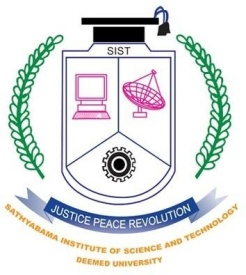 SIST
JUSTICE PEACE REVOLUTION
SATHYABAMA INSTITUTE OF SCIENCE AND TECHNOLOGY
DEEMED UNIVERSITY